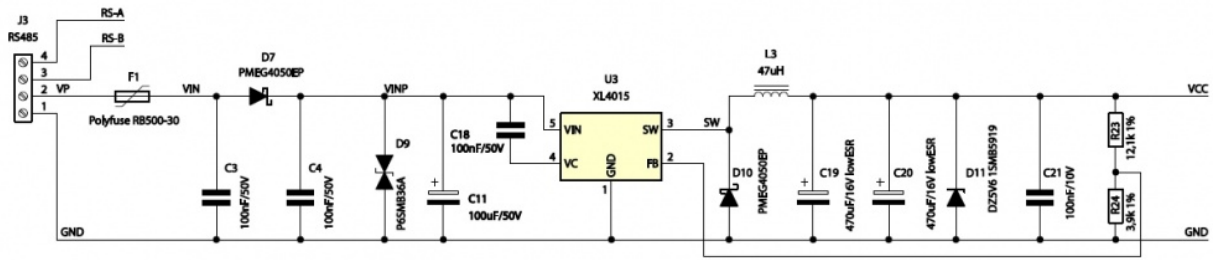 J3
RS485
RS-A
RS-B
4
3
2
1
VP
F1
Polyfuse RB500-30
VIN
D7
PMEG4050EP
VINP
C3
100nF/50V
C4
100nF/50V
D9
P6SMB36A
C11
100uF/50V
C18
100nF/50V
U3
XL4015
5
VIN
4
VC
GND
1
SW
3
FB
2
SW
L3
47uH
D10
PMEG4050EP
C19
470uF/16V lowESR
C20
470uF/16V lowESR
D11
DZ5V6 1SMB5919
C21
100nF/10V
VCC
R23
12,1k 1%
R24
3,9k 1%
GND
GND